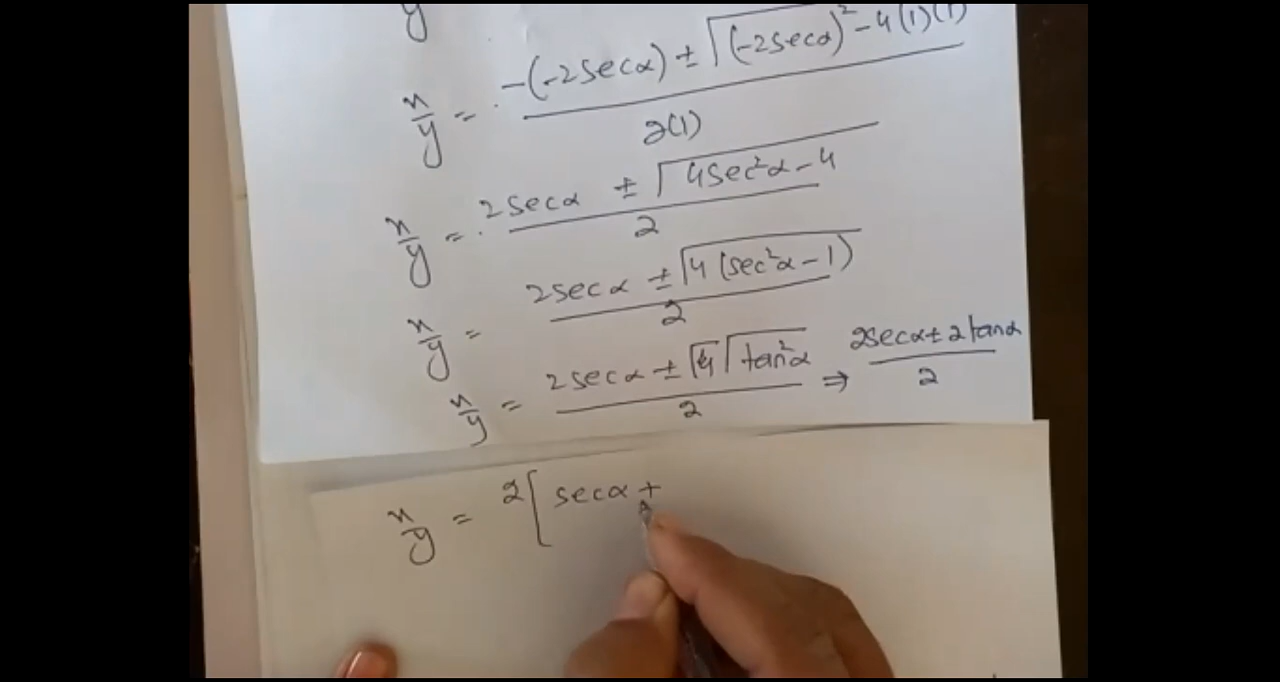 y
x/y = -(-2secα) ± √(-2secα)² - 4(1)(1) / 2(1)
x/y = 2secα ± √4sec²α - 4 / 2
x/y = 2secα ± √4(sec²α - 1) / 2
x/y = 2secα ± √4 √tan²α / 2 ⇒ 2secα ± 2tanα / 2
x/y = 2[secα +